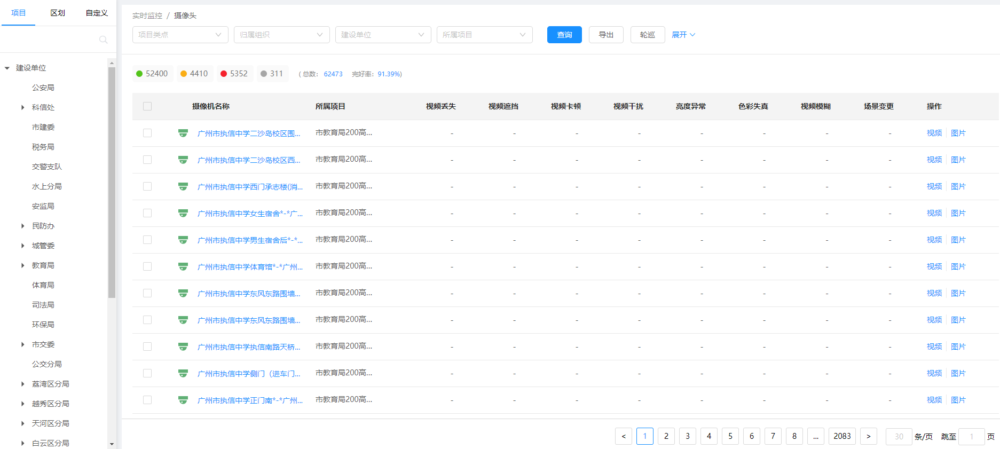 项目 区划 自定义
建设单位
公安局
科信处
市建委
税务局
交警支队
水上分局
安监局
民防办
城管委
教育局
体育局
司法局
环保局
市交委
公交分局
荔湾区分局
越秀区分局
天河区分局
白云区分局
实时监控 / 摄像头
项目类点 归属组织 建设单位 所属项目 查询 导出 轮巡 展开
52400 4410 5352 311 (总数: 62473 完好率: 91.39%)
摄像机名称 所属项目 视频丢失 视频遮挡 视频卡顿 视频干扰 亮度异常 色彩失真 视频模糊 场景变更 操作
广州市执信中学二沙岛校区围... 市教育局200高... - - - - - - - - 视频 图片
广州市执信中学二沙岛校区西... 市教育局200高... - - - - - - - - 视频 图片
广州市执信中学西门承志楼(消... 市教育局200高... - - - - - - - - 视频 图片
广州市执信中学女生宿舍*-*广... 市教育局200高... - - - - - - - - 视频 图片
广州市执信中学男生宿舍后*-*... 市教育局200高... - - - - - - - - 视频 图片
广州市执信中学体育馆*-*广州... 市教育局200高... - - - - - - - - 视频 图片
广州市执信中学东风东路围墙... 市教育局200高... - - - - - - - - 视频 图片
广州市执信中学东风东路围墙... 市教育局200高... - - - - - - - - 视频 图片
广州市执信中学执信南路天桥... 市教育局200高... - - - - - - - - 视频 图片
广州市执信中学侧门（进车门... 市教育局200高... - - - - - - - - 视频 图片
广州市执信中学正门南*-*广州... 市教育局200高... - - - - - - - - 视频 图片
< 1 2 3 4 5 6 7 8 ... 2083 > 30 条/页 跳至 1 页